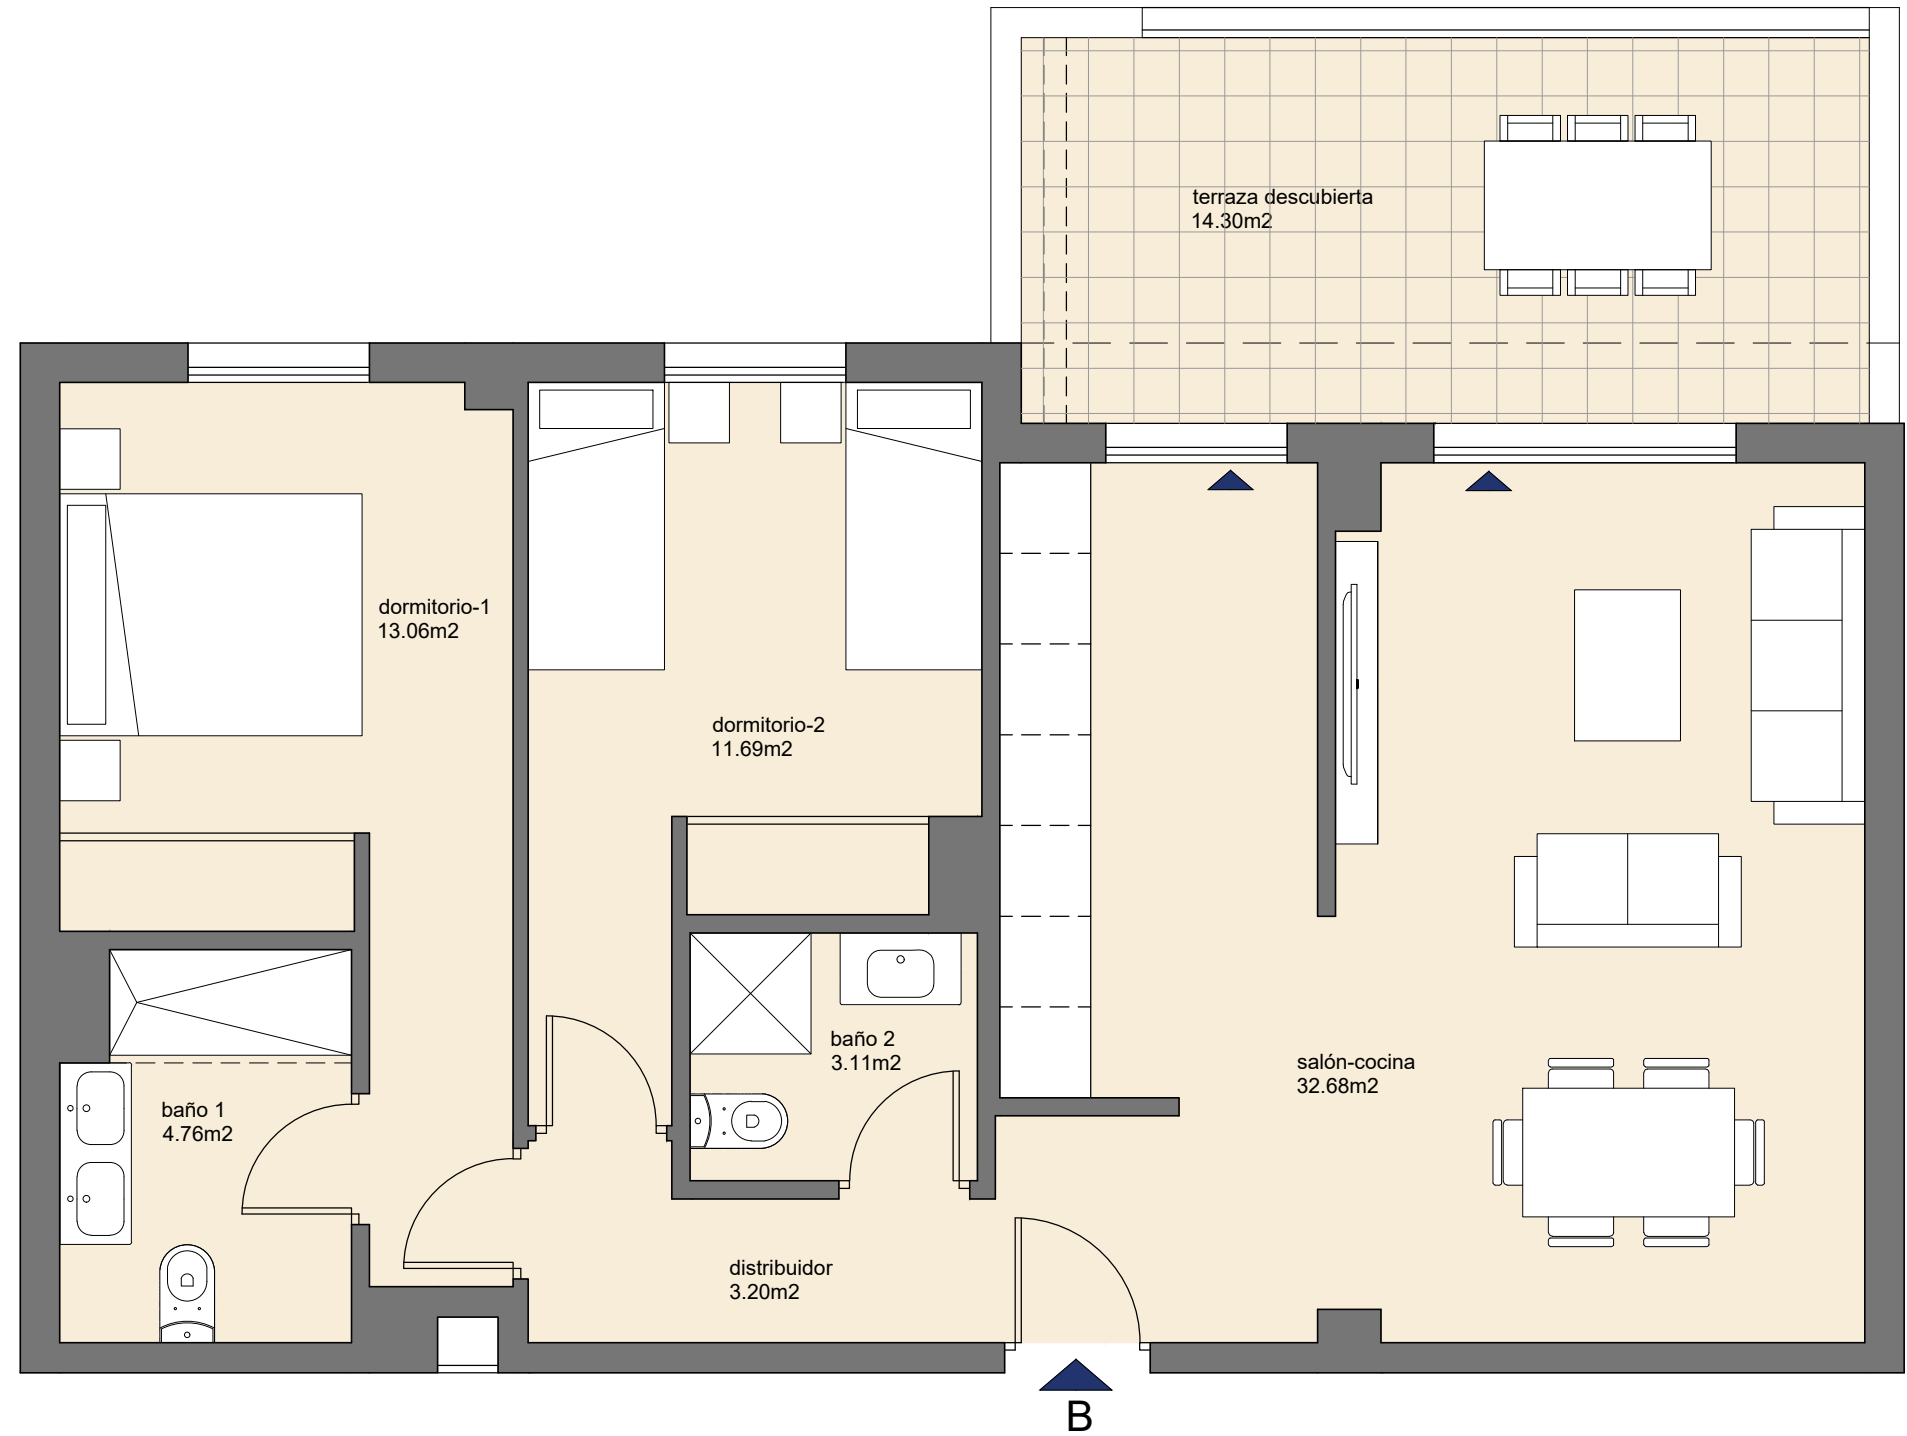 terraza descubierta
14.30m2
dormitorio-1
13.06m2
dormitorio-2
11.69m2
baño 2
3.11m2
salón-cocina
32.68m2
baño 1
4.76m2
distribuidor
3.20m2
B